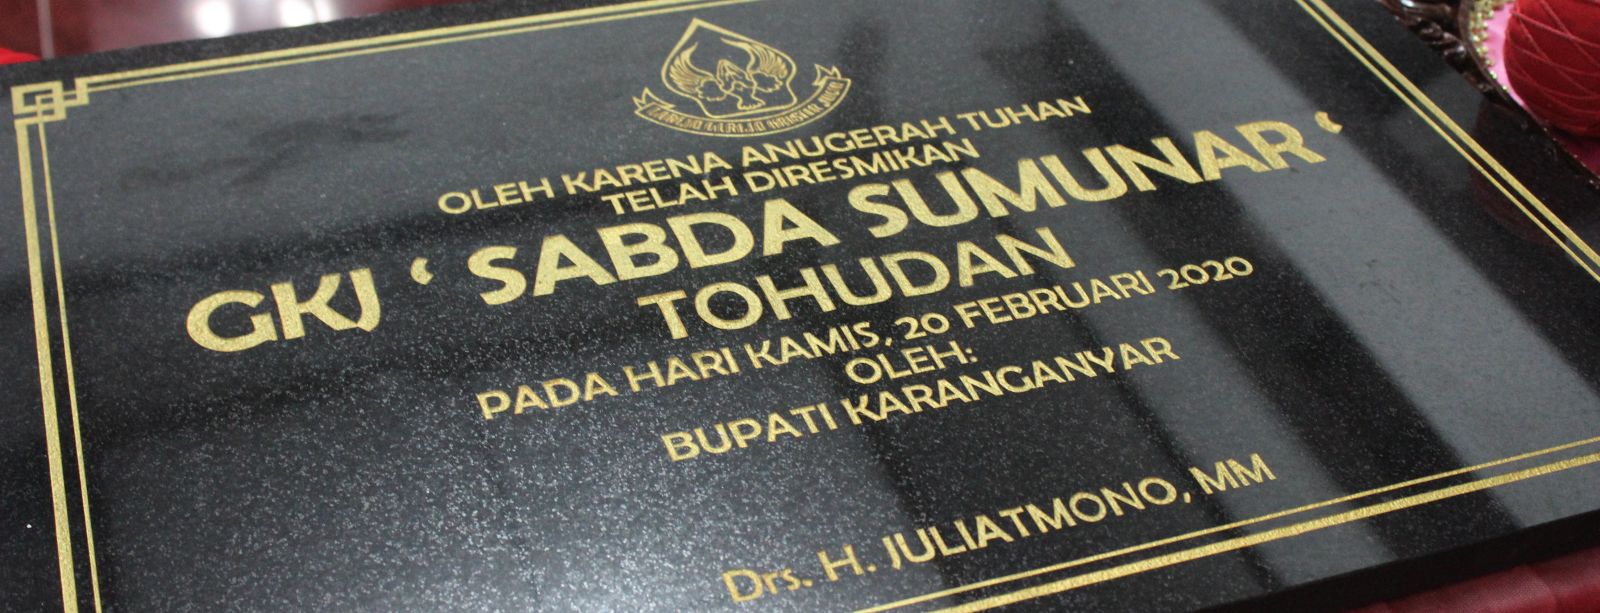 OLEH KARENA ANUGERAH TUHAN
TELAH DIRESMIKAN
GKJ ‘ SABDA SUMUNAR ‘
TOHUDAN
PADA HARI KAMIS, 20 FEBRUARI 2020
OLEH:
BUPATI KARANGANYAR
Drs. H. JULIATMONO, MM